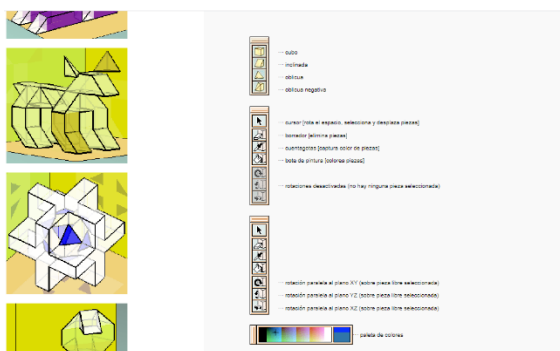 cubo
inclinada
oblicua
oblicua negativa
cursor [rota el espacio, selecciona y desplaza piezas]
borrador [elimina piezas]
cuentagotas [captura color de piezas]
bote de pintura [colorea piezas]
rotaciones desactivadas (no hay ninguna pieza seleccionada)
rotación paralela al plano XY (sobre pieza libre seleccionada)
rotación paralela al plano YZ (sobre pieza libre seleccionada)
rotación paralela al plano XZ (sobre pieza libre seleccionada)
paleta de colores